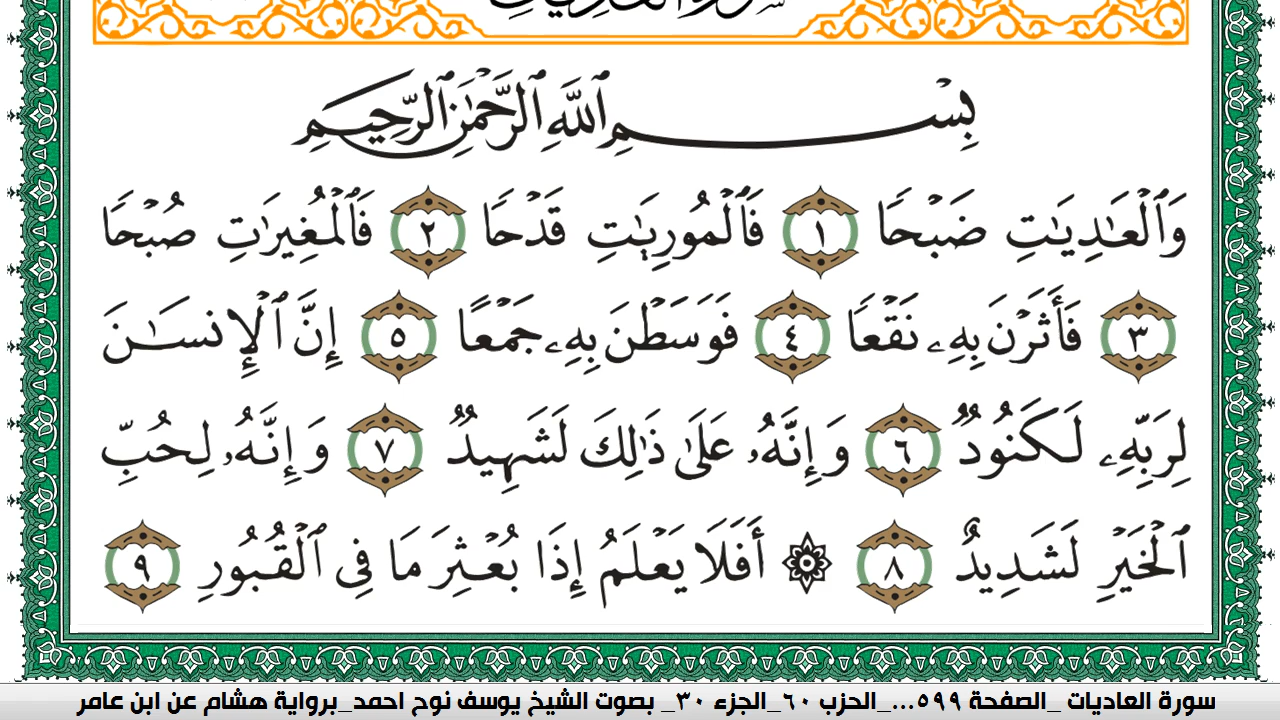 سورة العاديات
بِسْمِ ٱللَّهِ ٱلرَّحْمَٰنِ ٱلرَّحِيمِ
وَٱلْعَٰدِيَٰتِ ضَبْحًا ١ فَٱلْمُورِيَٰتِ قَدْحًا ٢ فَٱلْمُغِيرَٰتِ صُبْحًا
٣ فَأَثَرْنَ بِهِۦ نَقْعًا ٤ فَوَسَطْنَ بِهِۦ جَمْعًا ٥ إِنَّ ٱلْإِنسَٰنَ
لِرَبِّهِۦ لَكَنُودٌ ٦ وَإِنَّهُۥ عَلَىٰ ذَٰلِكَ لَشَهِيدٌ ٧ وَإِنَّهُۥ لِحُبِّ
ٱلْخَيْرِ لَشَدِيدٌ ٨ ۞ أَفَلَا يَعْلَمُ إِذَا بُعْثِرَ مَا فِي ٱلْقُبُورِ ٩
سورة العاديات _الصفحة ٥٩٩..._الحزب ٦٠_الجزء ٣٠_ بصوت الشيخ يوسف نوح احمد_برواية هشام عن ابن عامر